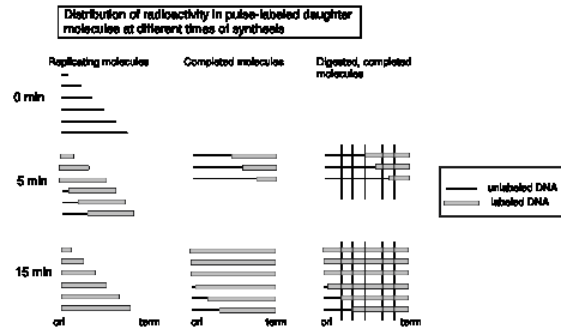 Distribution of radioactivity in pulse-labeled daughter
molecules at different times of synthesis
Replicating molecules
Completed molecules
Digested, completed
molecules
0 min
5 min
unlabeled DNA
labeled DNA
15 min
ori
term
ori
term
ori
term